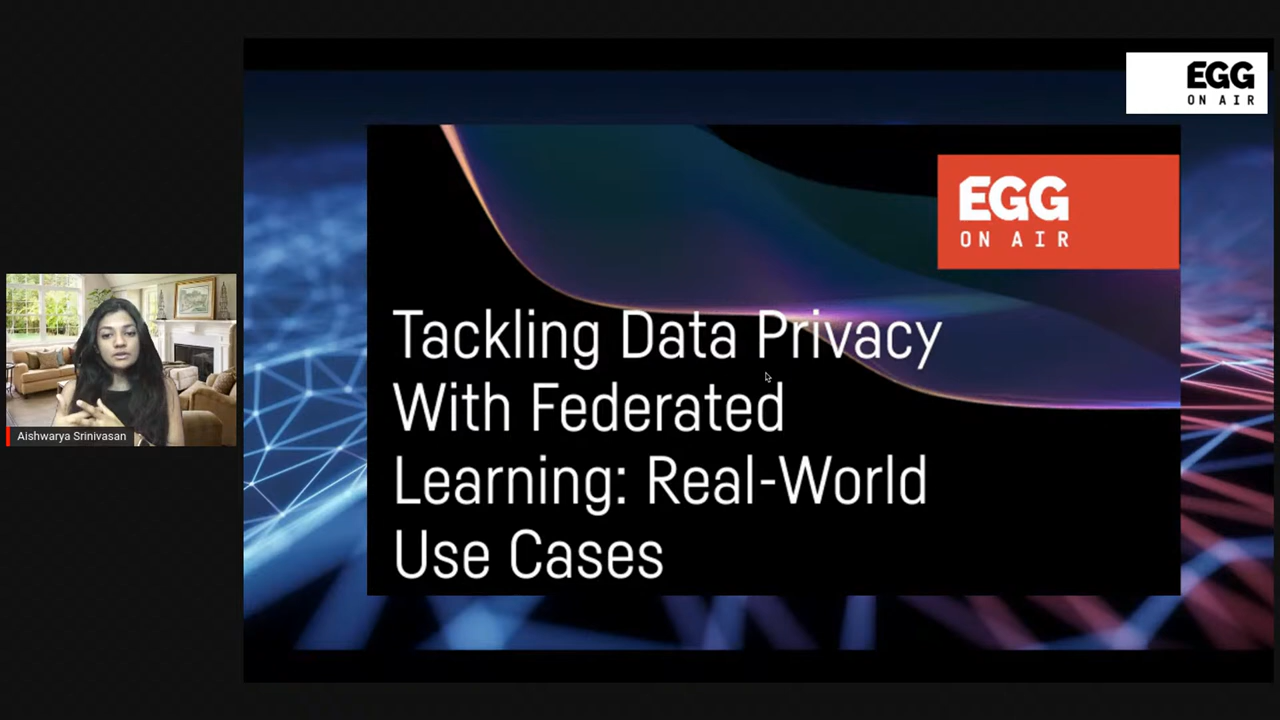 EGG
ON AIR
EGG
ON AIR
Tackling Data Privacy
With Federated
Learning: Real-World
Use Cases
Aishwarya Srinivasan